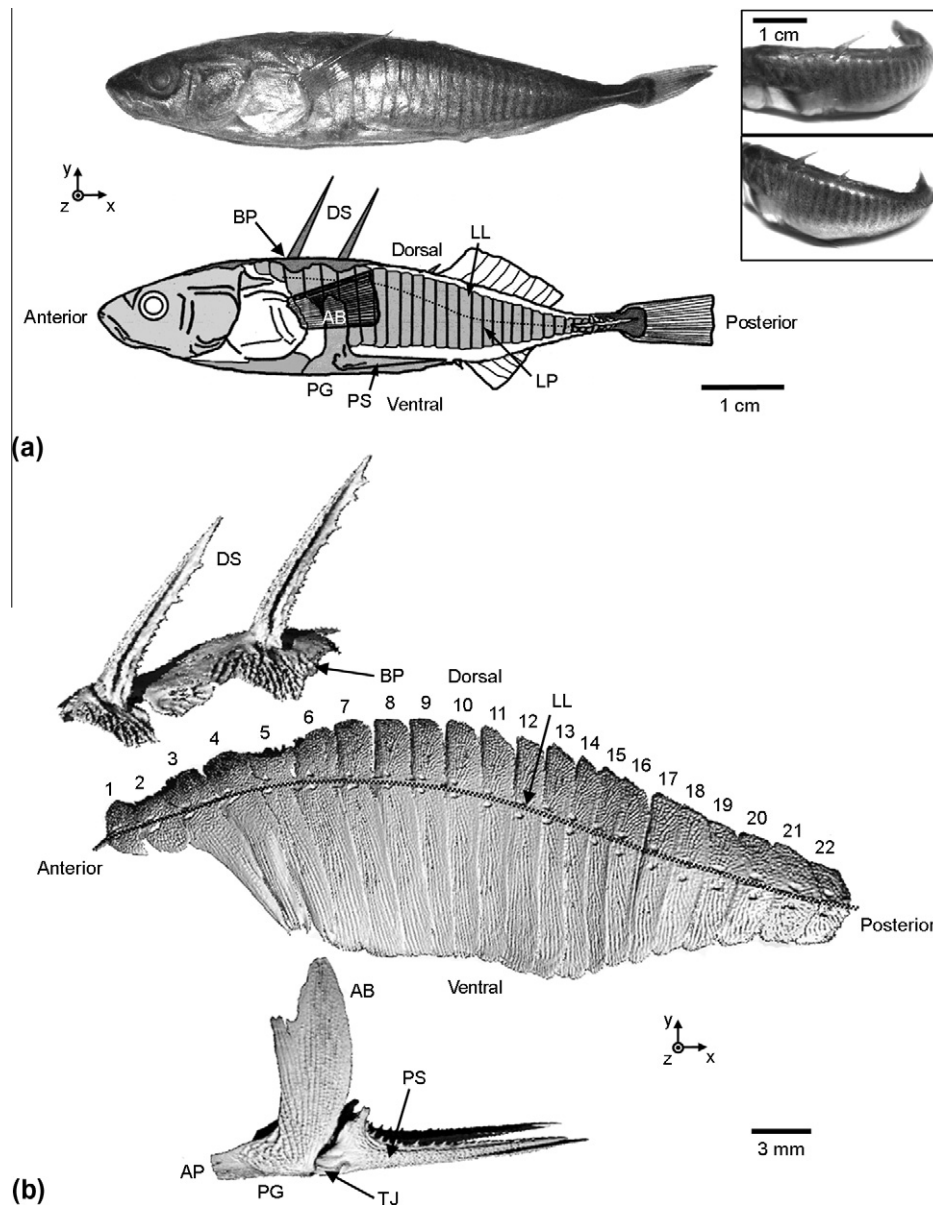 1 cm
y
z
x
BP
DS
Dorsal
LL
Anterior
AB
Posterior
PG
PS
Ventral
LP
1 cm
(a)
DS
BP
Dorsal
LL
1 2 3 4 5 6 7 8 9 10 11 12 13 14 15 16 17 18 19 20 21 22
Anterior
Posterior
Ventral
AB
y
z
x
PS
AP
PG
TJ
3 mm
(b)